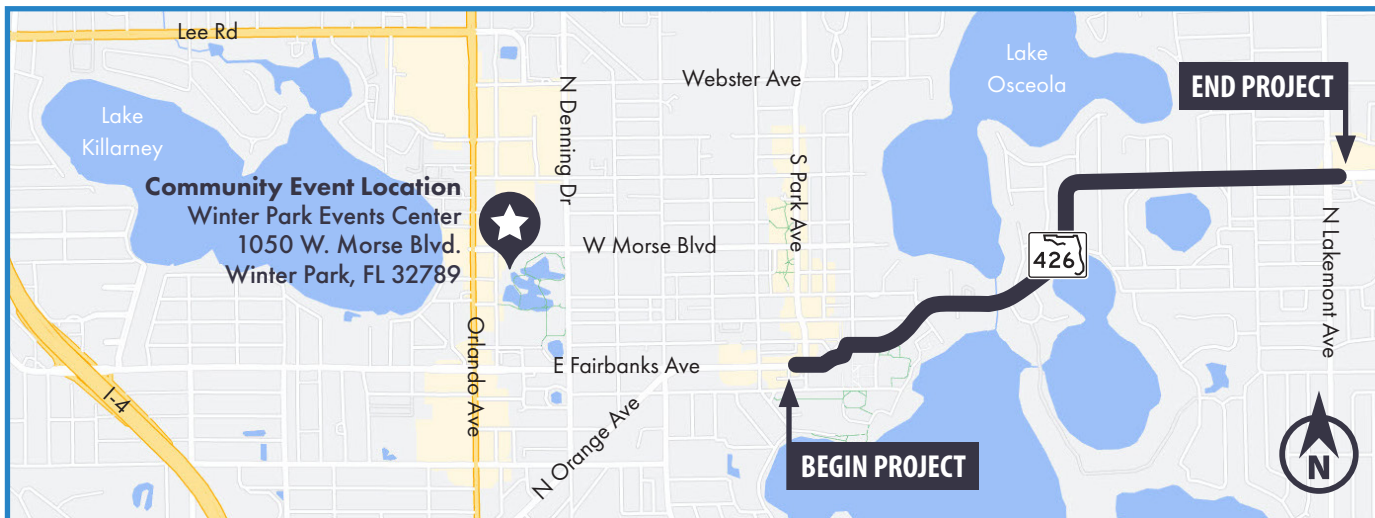 Lee Rd
Lake
Killarney
Community Event Location
Winter Park Events Center
1050 W. Morse Blvd.
Winter Park, FL 32789
N Denning Dr
Webster Ave
S Park Ave
Lake
Osceola
END PROJECT
W Morse Blvd
426
N Lakemont Ave
Orlando Ave
E Fairbanks Ave
I-4
N Orange Ave
BEGIN PROJECT
N